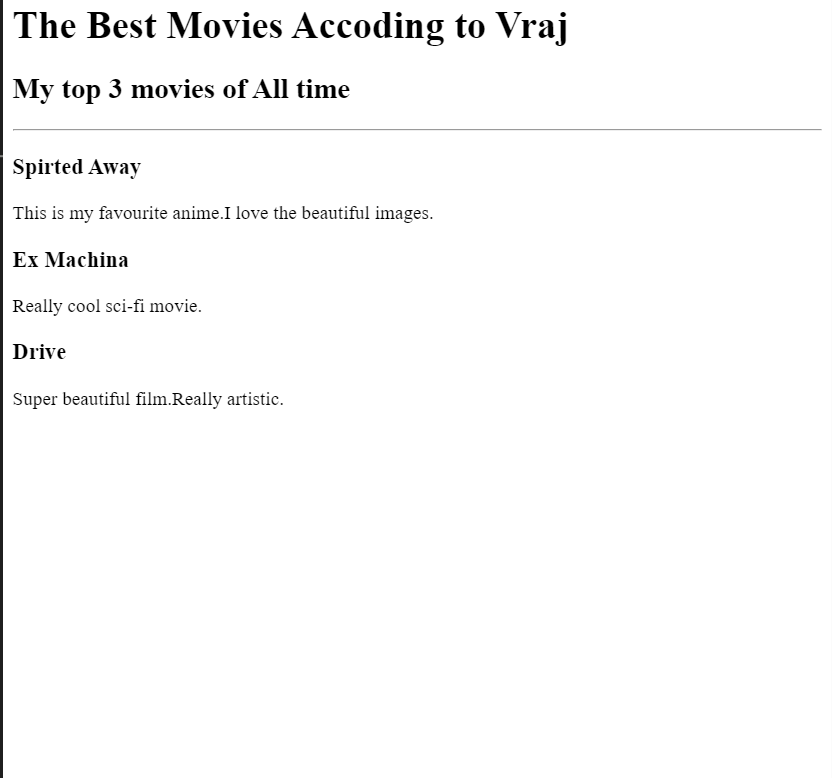 The Best Movies Accoding to Vraj
My top 3 movies of All time
Spirted Away
This is my favourite anime.I love the beautiful images.
Ex Machina
Really cool sci-fi movie.
Drive
Super beautiful film.Really artistic.